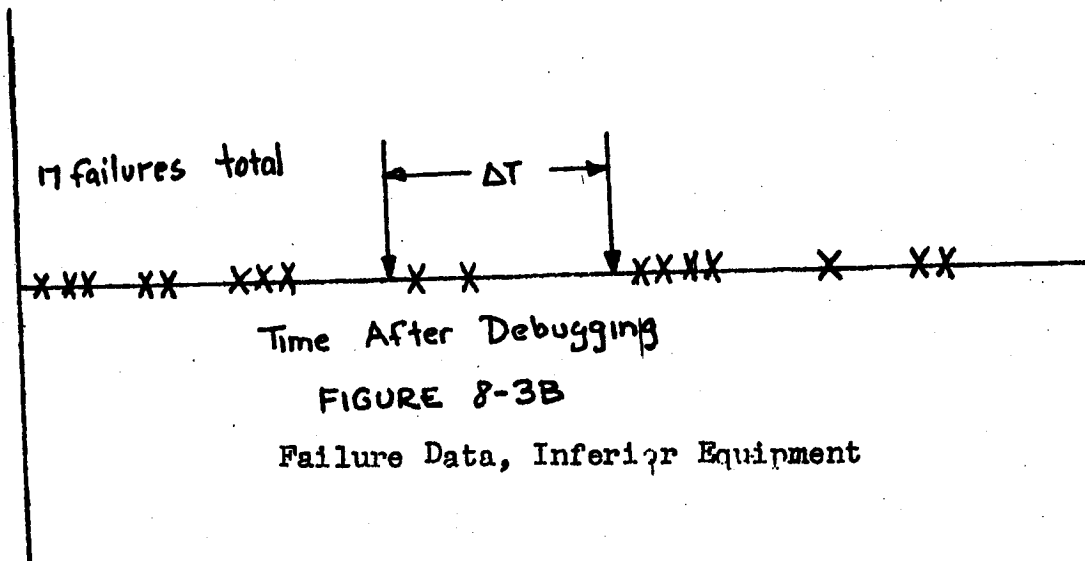 17 failures total
ΔT
Time After Debugging
FIGURE 8-3B
Failure Data, Inferior Equipment